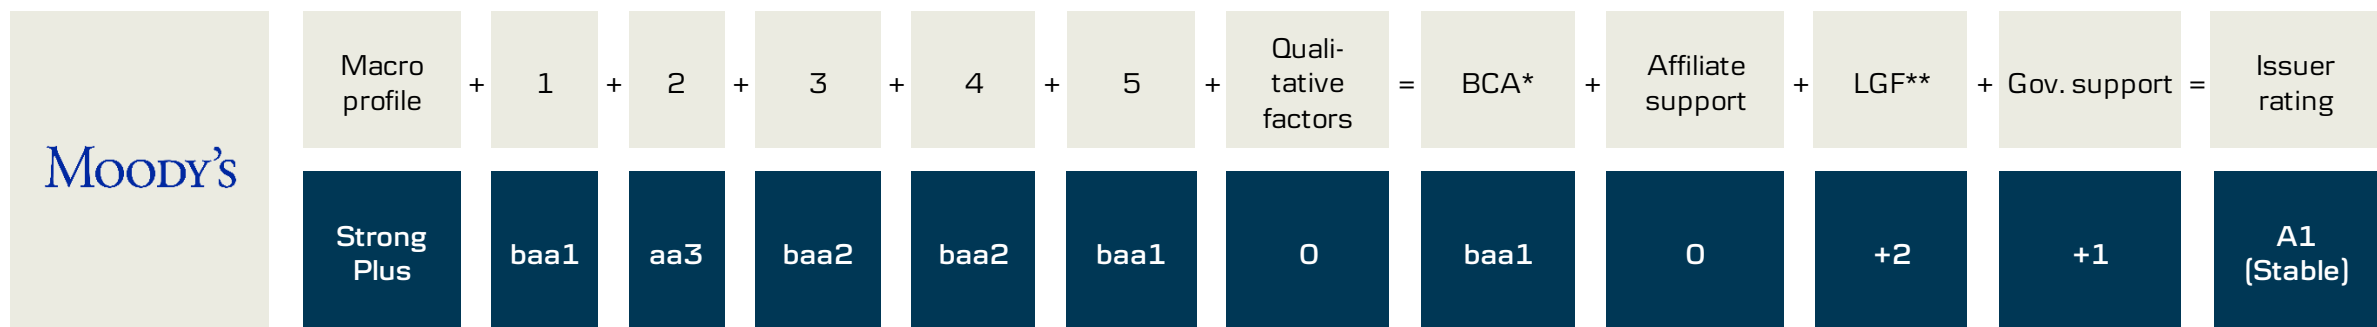 MOODY'S
Macro
profile
+
1
+
2
+
3
+
4
+
5
+
Quali-
tative
factors
=
BCA*
+
Affiliate
support
+
LGF**
+
Gov. support
=
Issuer
rating
Strong
Plus
baa1
aa3
baa2
baa2
baa1
0
baa1
0
+2
+1
A1
(Stable)